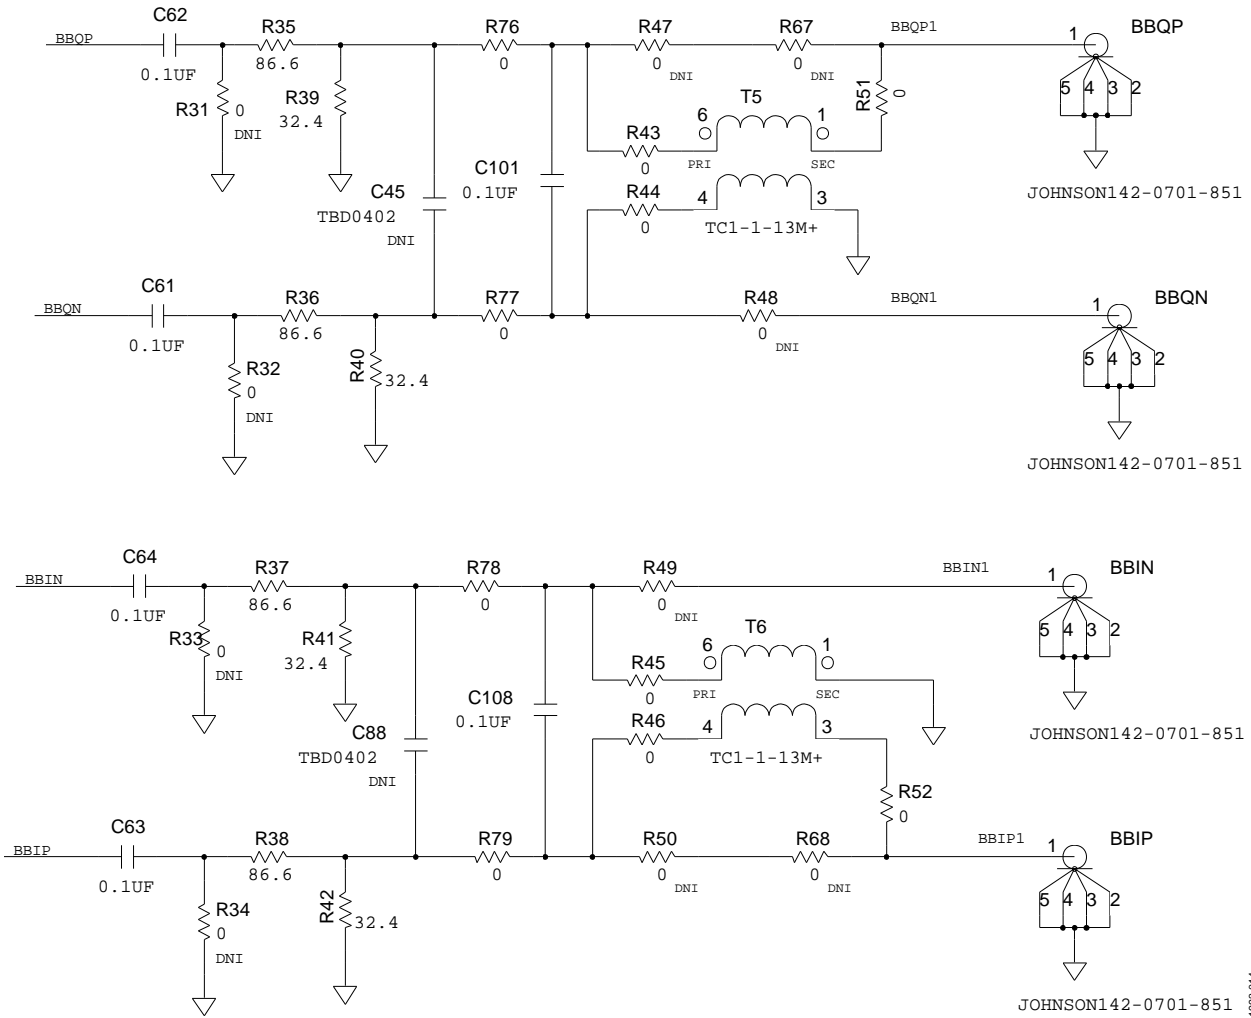 C62
R35
R76
R47
R67
BBQP
BBQP1
1
BBQP
0.1UF
86.6
0
0
DNI
0
DNI
R31
0
DNI
R39
32.4
R51
0
5
4
3
2
T5
6
1
R43
0
PRI
SEC
C101
0.1UF
C45
TBD0402
DNI
R44
0
4
3
TC1-1-13M+
JOHNSON142-0701-851
C61
R36
R77
R48
BBQN
BBQN1
1
BBQN
0.1UF
86.6
0
0
DNI
R32
0
DNI
R40
32.4
5
4
3
2
JOHNSON142-0701-851
C64
R37
R78
R49
BBIN
BBIN1
1
BBIN
0.1UF
86.6
0
0
DNI
R33
0
DNI
R41
32.4
T6
6
1
R45
0
PRI
SEC
5
4
3
2
C108
0.1UF
C88
TBD0402
DNI
R46
0
4
3
TC1-1-13M+
JOHNSON142-0701-851
R52
0
C63
R38
R79
R50
R68
BBIP
BBIP1
1
BBIP
0.1UF
86.6
0
0
DNI
0
DNI
R34
0
DNI
R42
32.4
5
4
3
2
JOHNSON142-0701-851